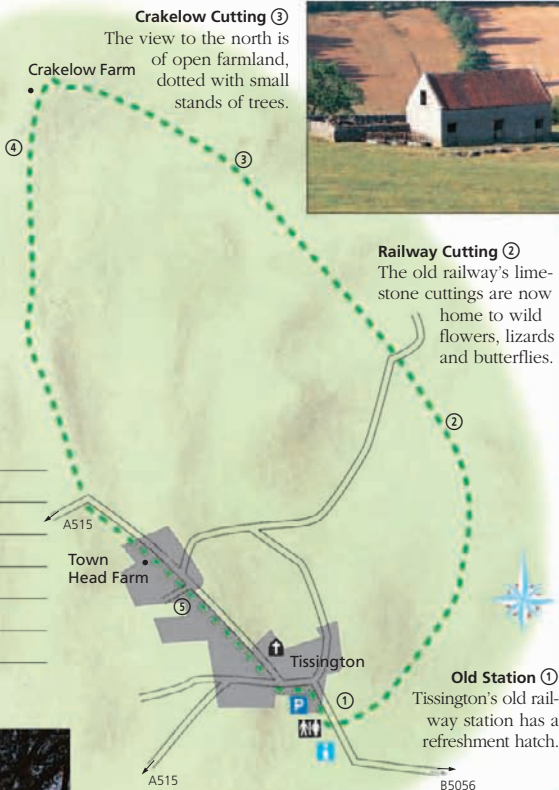 Crakelow Cutting ③
The view to the north is
of open farmland,
dotted with small
stands of trees.
Crakelow Farm
④
③
Railway Cutting ②
The old railway's lime-
stone cuttings are now
home to wild
flowers, lizards
and butterflies.
②
A515
Town
Head Farm
⑤
Tissington
Old Station ①
Tissington's old rail-
way station has a
refreshment hatch.
①
P
i
A515
B5056